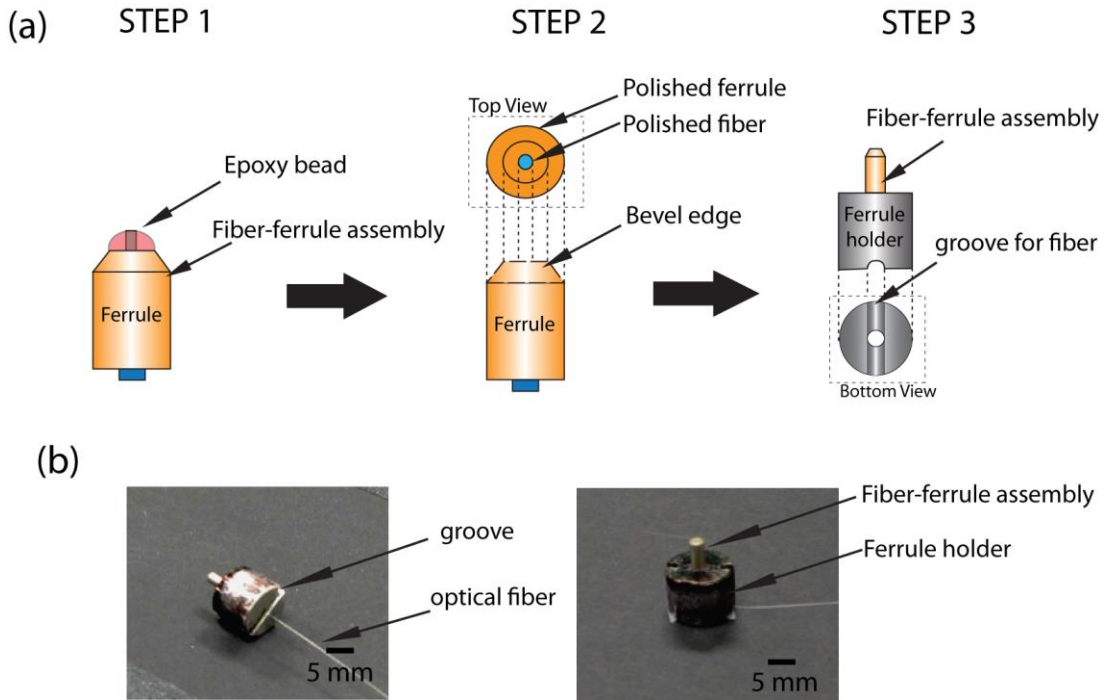 (a)
STEP 1
STEP 2
STEP 3
Epoxy bead
Fiber-ferrule assembly
Ferrule
Top View
Polished ferrule
Polished fiber
Bevel edge
Ferrule
Fiber-ferrule assembly
Ferrule
holder
groove for fiber
Bottom View
(b)
groove
optical fiber
5 mm
Fiber-ferrule assembly
Ferrule holder
5 mm